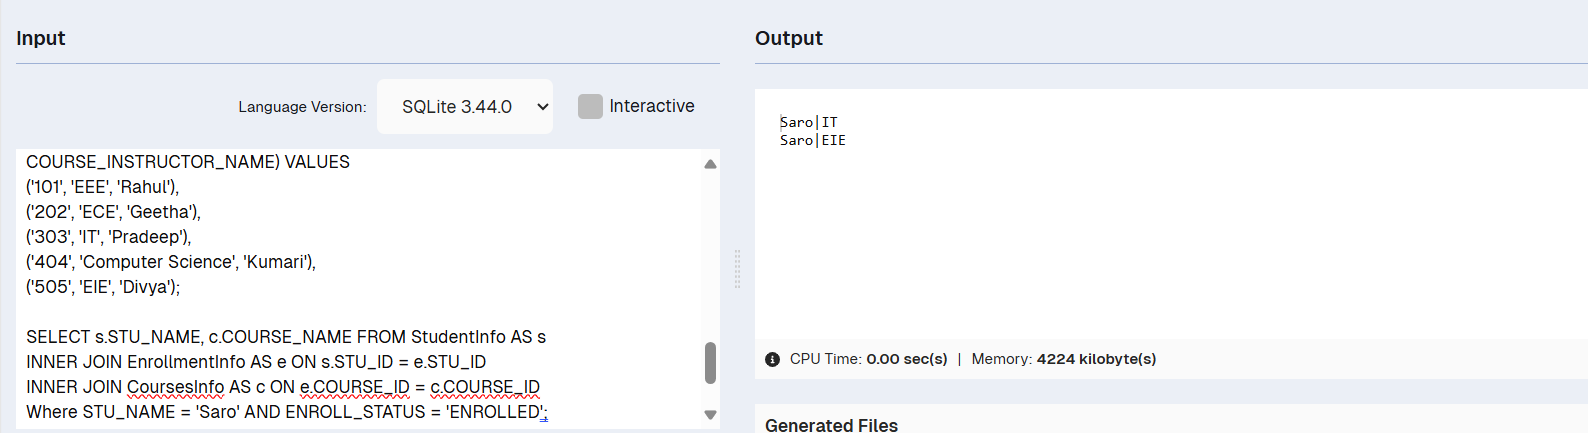 Input
Language Version: SQLite 3.44.0 Interactive
COURSE_INSTRUCTOR_NAME) VALUES
('101', 'EEE', 'Rahul'),
('202', 'ECE', 'Geetha'),
('303', 'IT', 'Pradeep'),
('404', 'Computer Science', 'Kumari'),
('505', 'EIE', 'Divya');
SELECT s.STU_NAME, c.COURSE_NAME FROM StudentInfo AS s
INNER JOIN EnrollmentInfo AS e ON s.STU_ID = e.STU_ID
INNER JOIN CoursesInfo AS c ON e.COURSE_ID = c.COURSE_ID
Where STU_NAME = 'Saro' AND ENROLL_STATUS = 'ENROLLED';
Output
Saro|IT
Saro|EIE
CPU Time: 0.00 sec(s) | Memory: 4224 kilobyte(s)
Generated Files